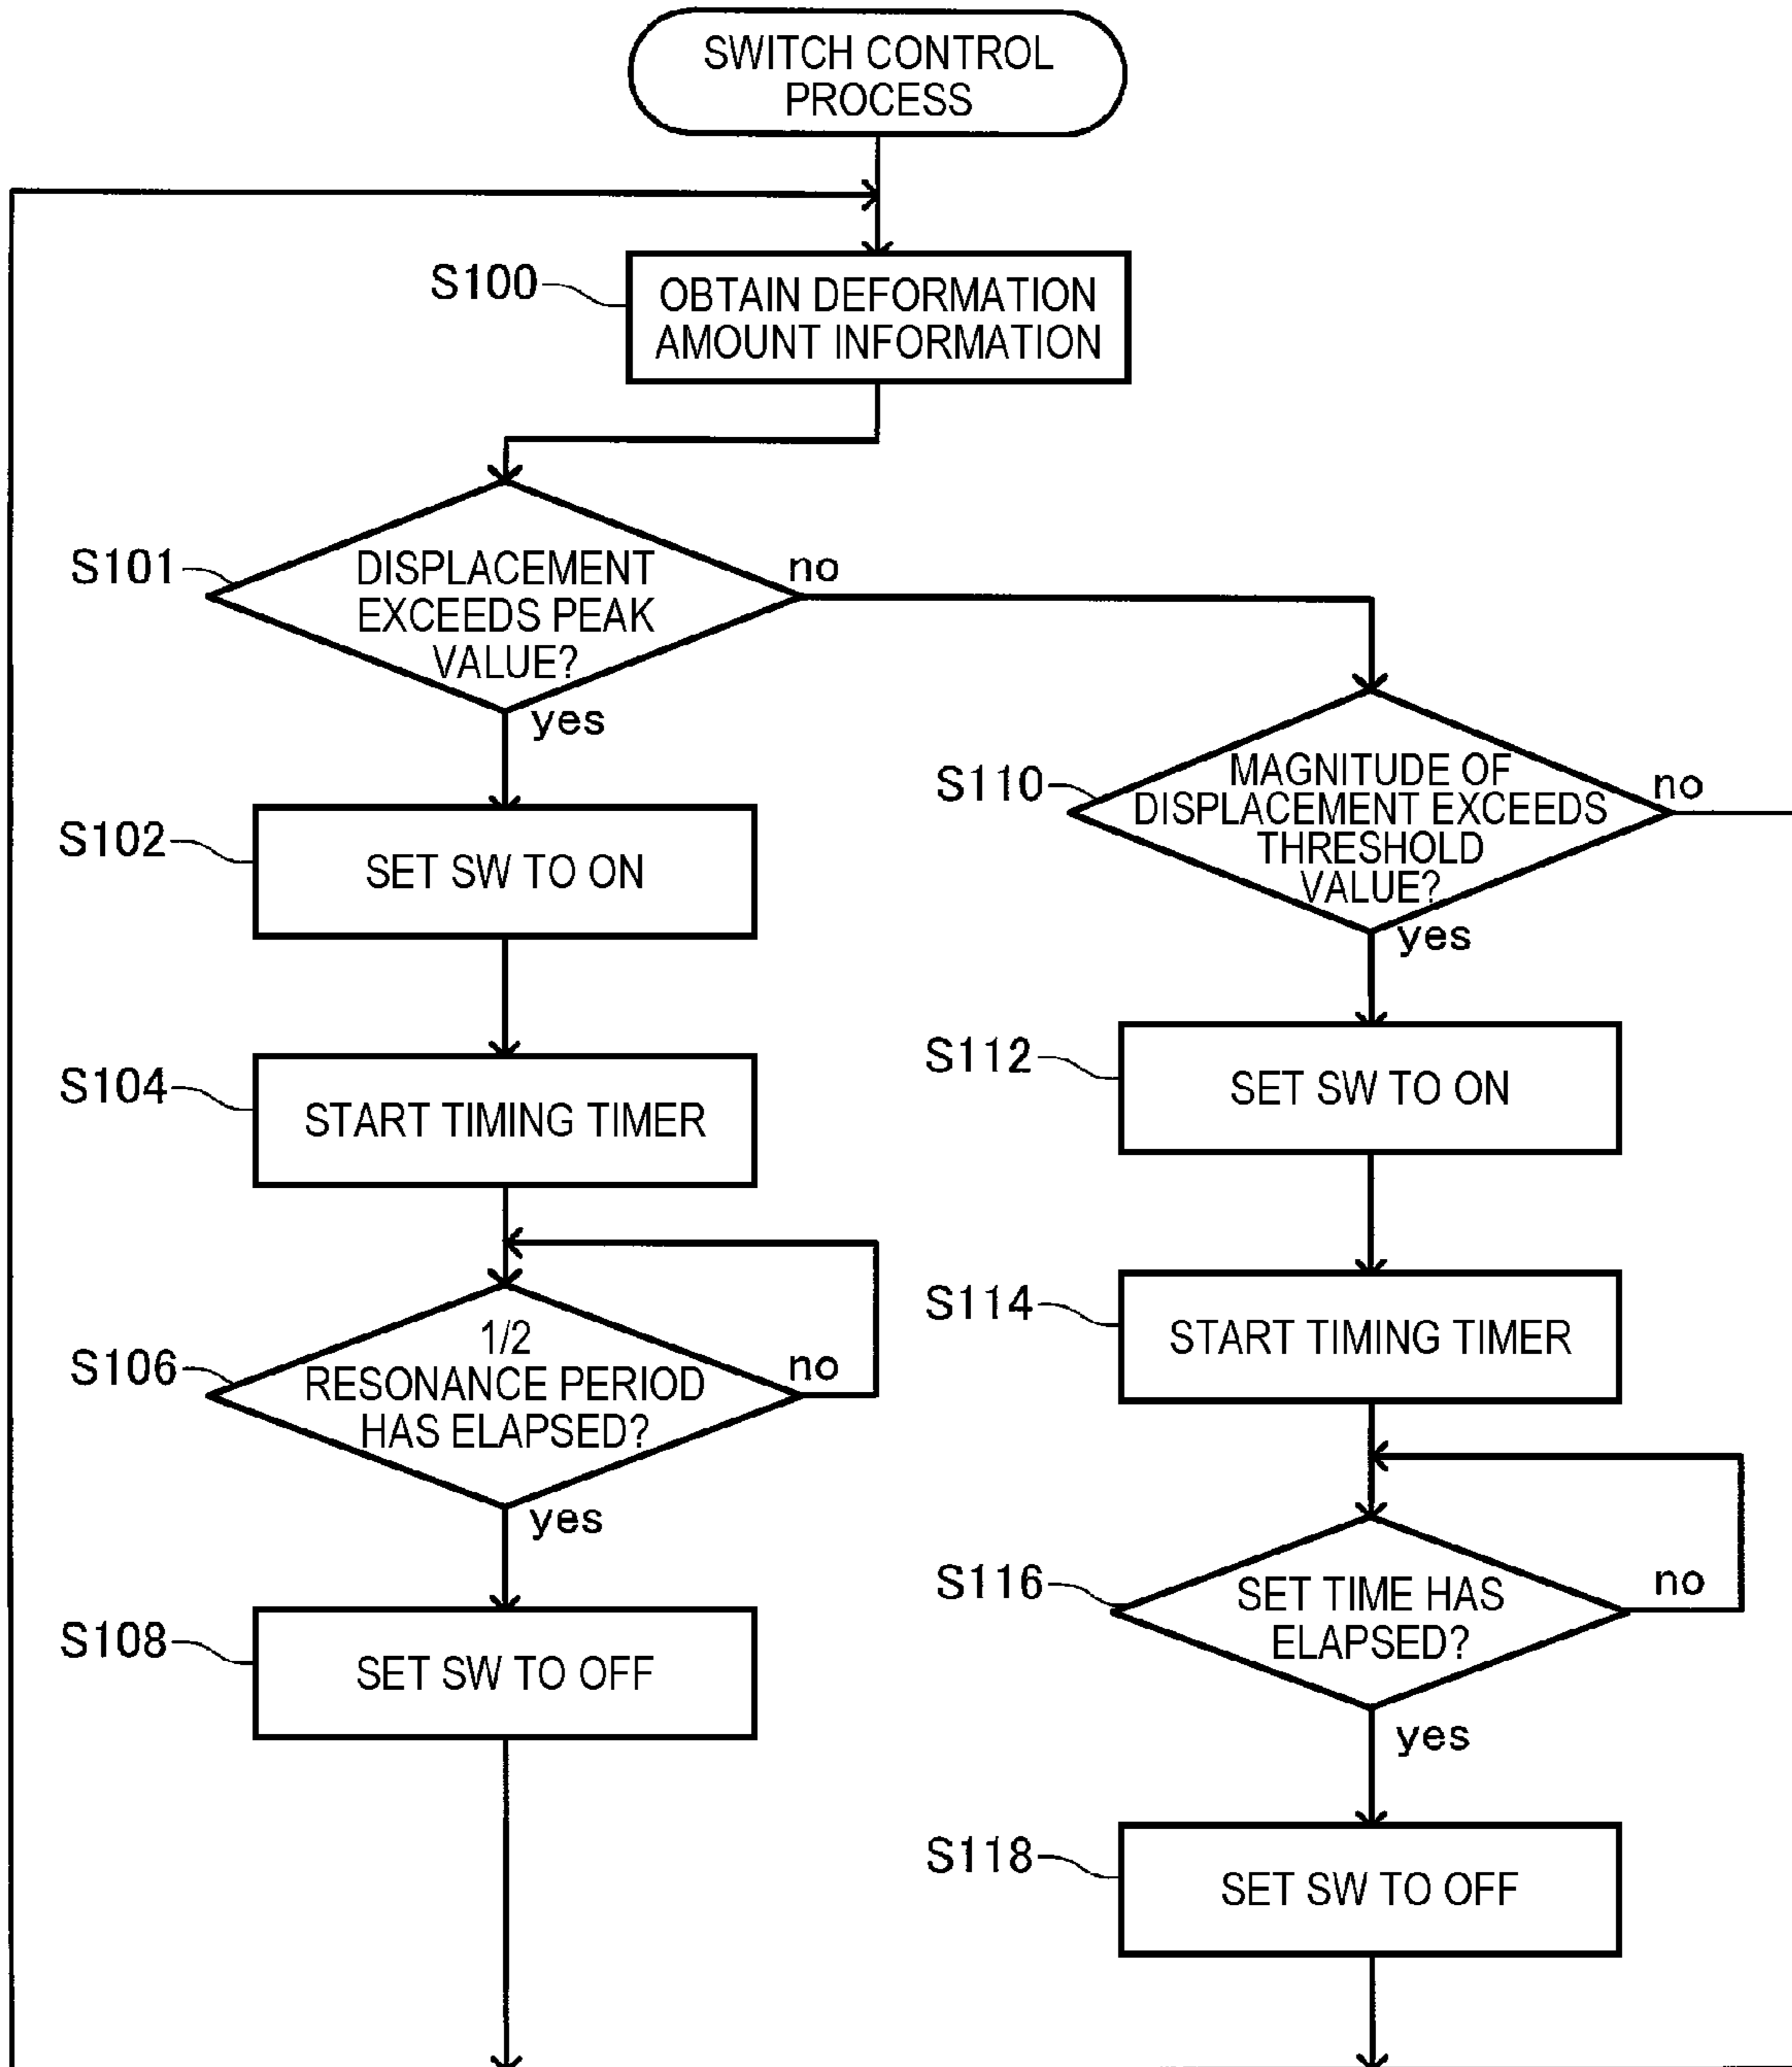 SWITCH CONTROL
PROCESS
S100
OBTAIN DEFORMATION
AMOUNT INFORMATION
S101
DISPLACEMENT
EXCEEDS PEAK
VALUE?
no
yes
S102
SET SW TO ON
S104
START TIMING TIMER
S106
1/2
RESONANCE PERIOD
HAS ELAPSED?
no
yes
S108
SET SW TO OFF
S110
MAGNITUDE OF
DISPLACEMENT EXCEEDS
THRESHOLD
VALUE?
no
yes
S112
SET SW TO ON
S114
START TIMING TIMER
S116
SET TIME HAS
ELAPSED?
no
yes
S118
SET SW TO OFF